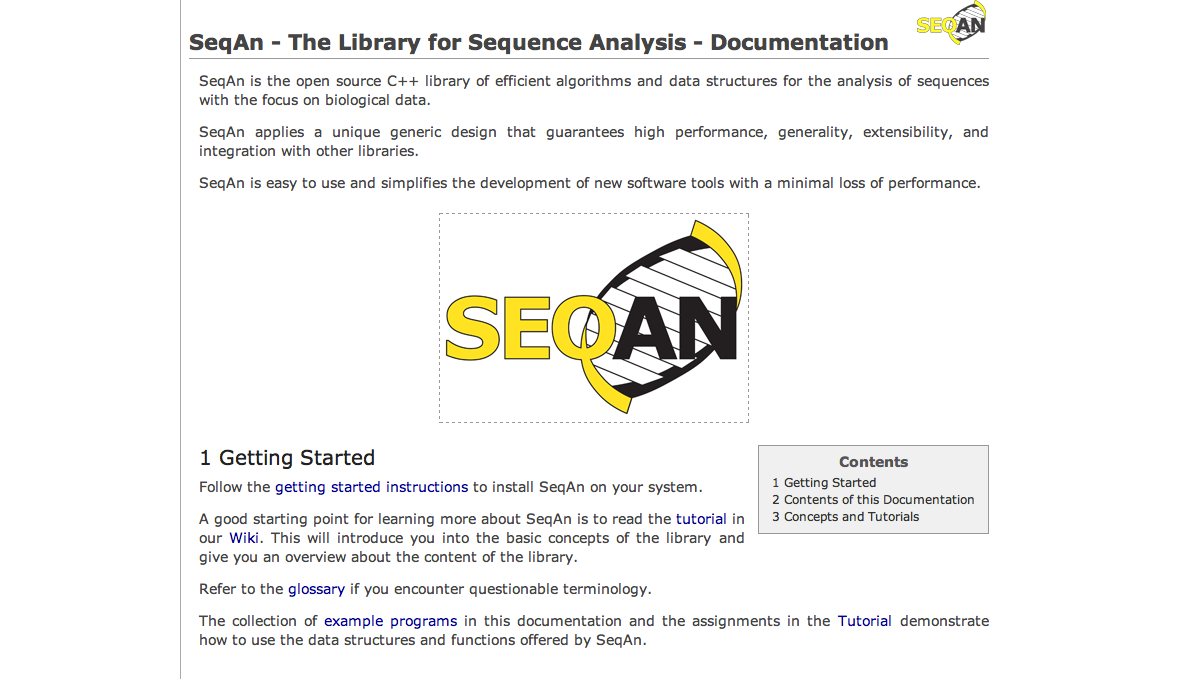 SEQAN
SeqAn - The Library for Sequence Analysis - Documentation
SeqAn is the open source C++ library of efficient algorithms and data structures for the analysis of sequences
with the focus on biological data.
SeqAn applies a unique generic design that guarantees high performance, generality, extensibility, and
integration with other libraries.
SeqAn is easy to use and simplifies the development of new software tools with a minimal loss of performance.
SEQAN
1 Getting Started
Follow the getting started instructions to install SeqAn on your system.
A good starting point for learning more about SeqAn is to read the tutorial in
our Wiki. This will introduce you into the basic concepts of the library and
give you an overview about the content of the library.
Contents
1 Getting Started
2 Contents of this Documentation
3 Concepts and Tutorials
Refer to the glossary if you encounter questionable terminology.
The collection of example programs in this documentation and the assignments in the Tutorial demonstrate
how to use the data structures and functions offered by SeqAn.